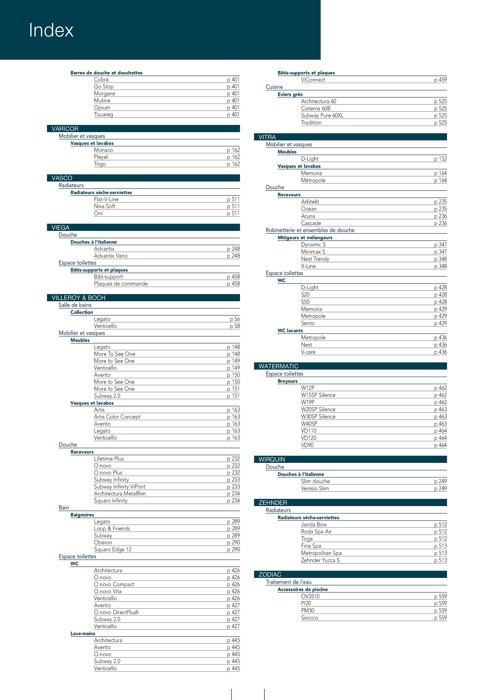 Index
Barres de douche et douchettes
Cobra p 401
Go Stop p 401
Morgane p 401
Mutine p 401
Opium p 401
Touareg p 401
VARICOR
Mobilier et vasques
Vasques et lavabos
Monaco p 162
Pleyel p 162
Trigo p 162
VASCO
Radiateurs
Radiateurs sèche-serviettes
Flat-V-Line p 511
Niva Soft p 511
Oni p 511
VIEGA
Douche
Douches à l'italienne
Advantix p 248
Advantix Vario p 248
Espace toilettes
Bâtis-supports et plaques
Bâti-support p 458
Plaques de commande p 458
VILLEROY & BOCH
Salle de bains
Collection
Legato p 56
Venticello p 58
Mobilier et vasques
Meubles
Legato p 148
More To See One p 148
More to See One p 149
Venticello p 149
Avento p 150
More to See One p 150
More to See One p 151
Subway 2.0 p 151
Vasques et lavabos
Artis p 163
Artis Color Concept p 163
Avento p 163
Legato p 163
Venticello p 163
Douche
Receveurs
Lifetime Plus p 232
O.novo p 232
O.novo Plus p 232
Subway Infinity p 233
Subway Infinity ViPrint p 233
Architectura MetalRim p 234
Squaro Infinity p 234
Bain
Baignoires
Legato p 289
Loop & Friends p 289
Subway p 289
Oberon p 290
Squaro Edge 12 p 290
Espace toilettes
WC
Architectura p 426
O.novo p 426
O.novo Compact p 426
O.novo Vita p 426
Venticello p 426
Avento p 427
O.novo DirectFlush p 427
Subway 2.0 p 427
Venticello p 427
Lave-mains
Architectura p 445
Avento p 445
O.novo p 445
Subway 2.0 p 445
Venticello p 445
Bâtis-supports et plaques
ViConnect p 459
Cuisine
Eviers grès
Architectura 60 p 525
Cisterna 60B p 525
Subway Pure 60XL p 525
Tradition p 525
VITRA
Mobilier et vasques
Meubles
D-Light p 152
Vasques et lavabos
Memoria p 164
Métropole p 164
Douche
Receveurs
Arkitekt p 235
Ocean p 235
Aruna p 236
Cascade p 236
Robinetterie et ensembles de douche
Mitigeurs et mélangeurs
Dynamic S p 347
Minimax S p 347
Nest Trendy p 348
X-Line p 348
Espace toilettes
WC
D-Light p 428
S20 p 428
S50 p 428
Memoria p 429
Metropole p 429
Sento p 429
WC lavants
Metropole p 436
Nest p 436
V-care p 436
WATERMATIC
Espace toilettes
Broyeurs
W12P p 462
W15SP Silence p 462
W19P p 462
W20SP Silence p 463
W30SP Silence p 463
W40SP p 463
VD110 p 464
VD120 p 464
VD90 p 464
WIRQUIN
Douche
Douches à l'italienne
Slim douche p 249
Venisio Slim p 249
ZEHNDER
Radiateurs
Radiateurs sèche-serviettes
Janda Bow p 512
Roda Spa Air p 512
Toga p 512
Fina Spa p 513
Metropolitan Spa p 513
Zehnder Yucca S p 513
ZODIAC
Traitement de l'eau
Accessoires de piscine
OV3510 p 559
PI20 p 559
PM30 p 559
Sirocco p 559